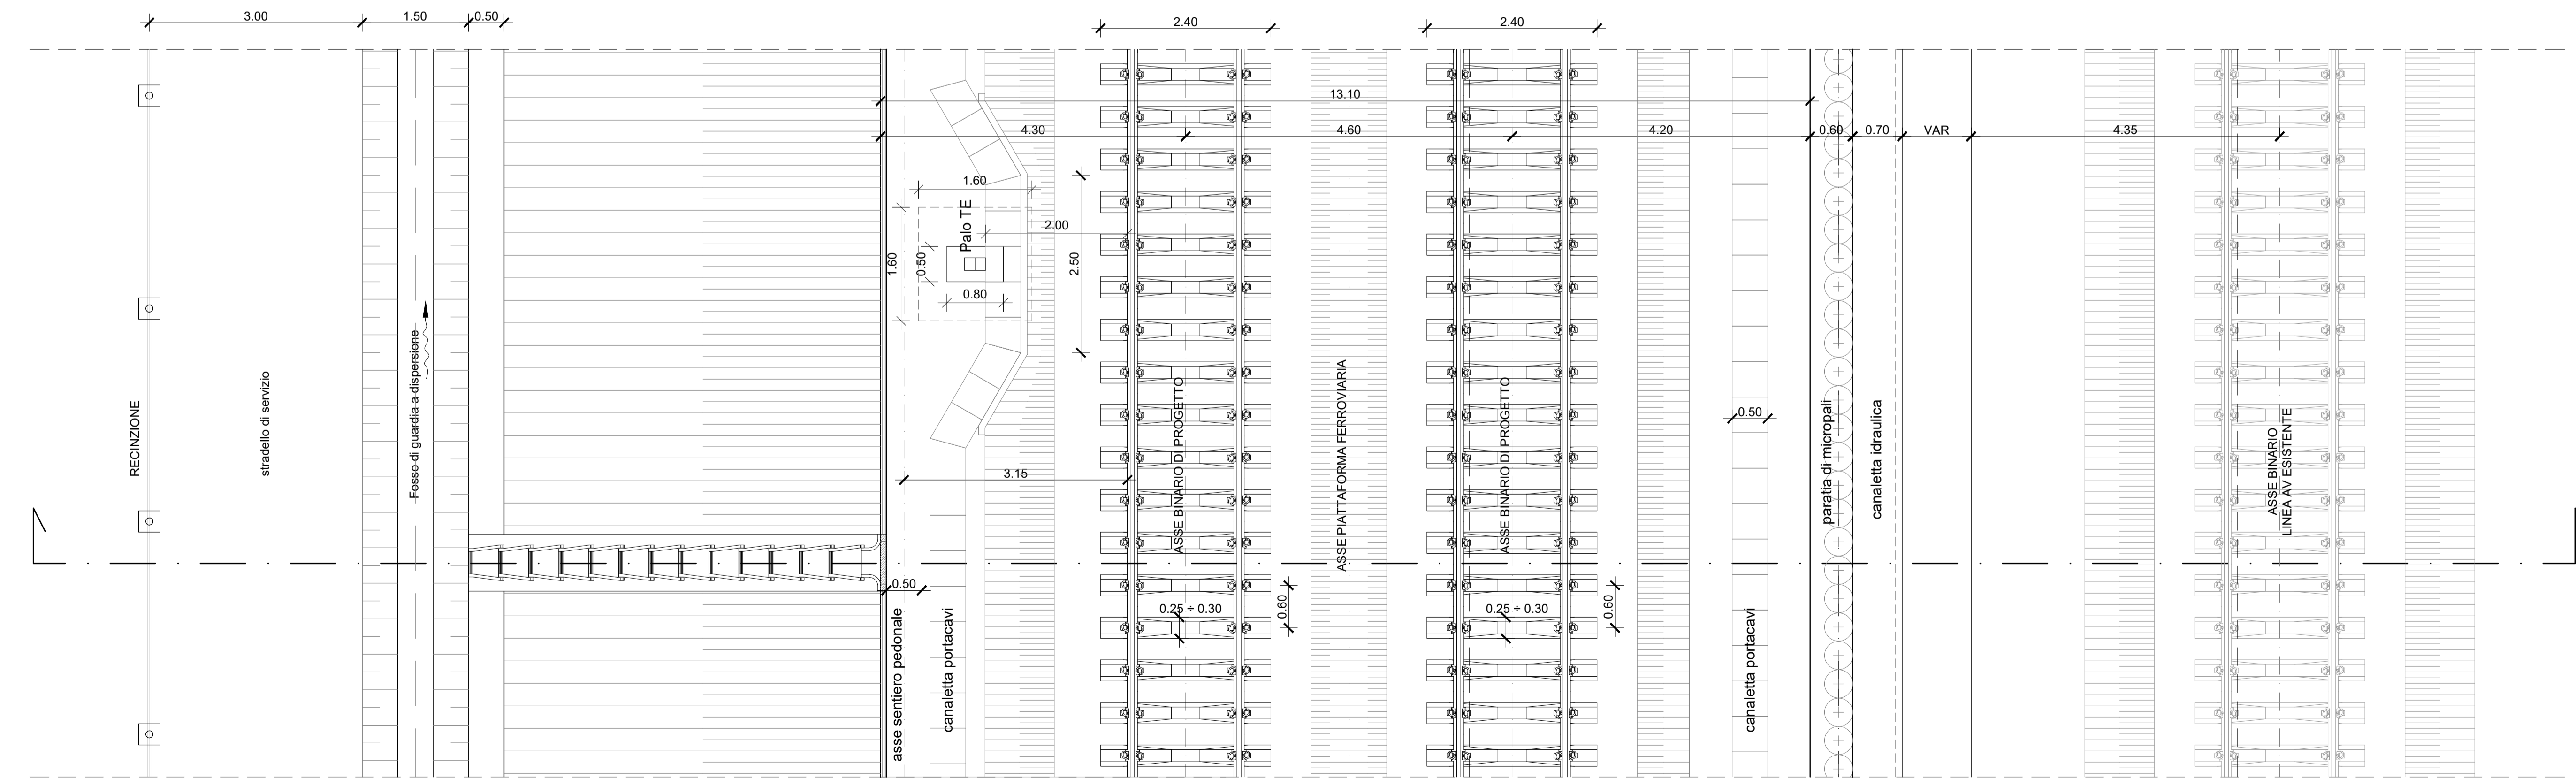 3.00
1.50
0.50
2.40
2.40
13.10
4.30
4.60
4.20
0.60
0.70
VAR
4.35
1.60
Palo TE
2.00
1.60
0.50
2.50
0.80
RECINZIONE
stradello di servizio
Fosso di guardia a dispersione
ASSE BINARIO DI PROGETTO
ASSE PIATTAFORMA FERROVIARIA
ASSE BINARIO DI PROGETTO
0.50
paratia di micropali
canaletta idraulica
ASSE BINARIO
LINEA AV ESISTENTE
3.15
0.50
asse sentiero pedonale
canaletta portacavi
0.25 ÷ 0.30
0.60
0.25 ÷ 0.30
0.60
canaletta portacavi